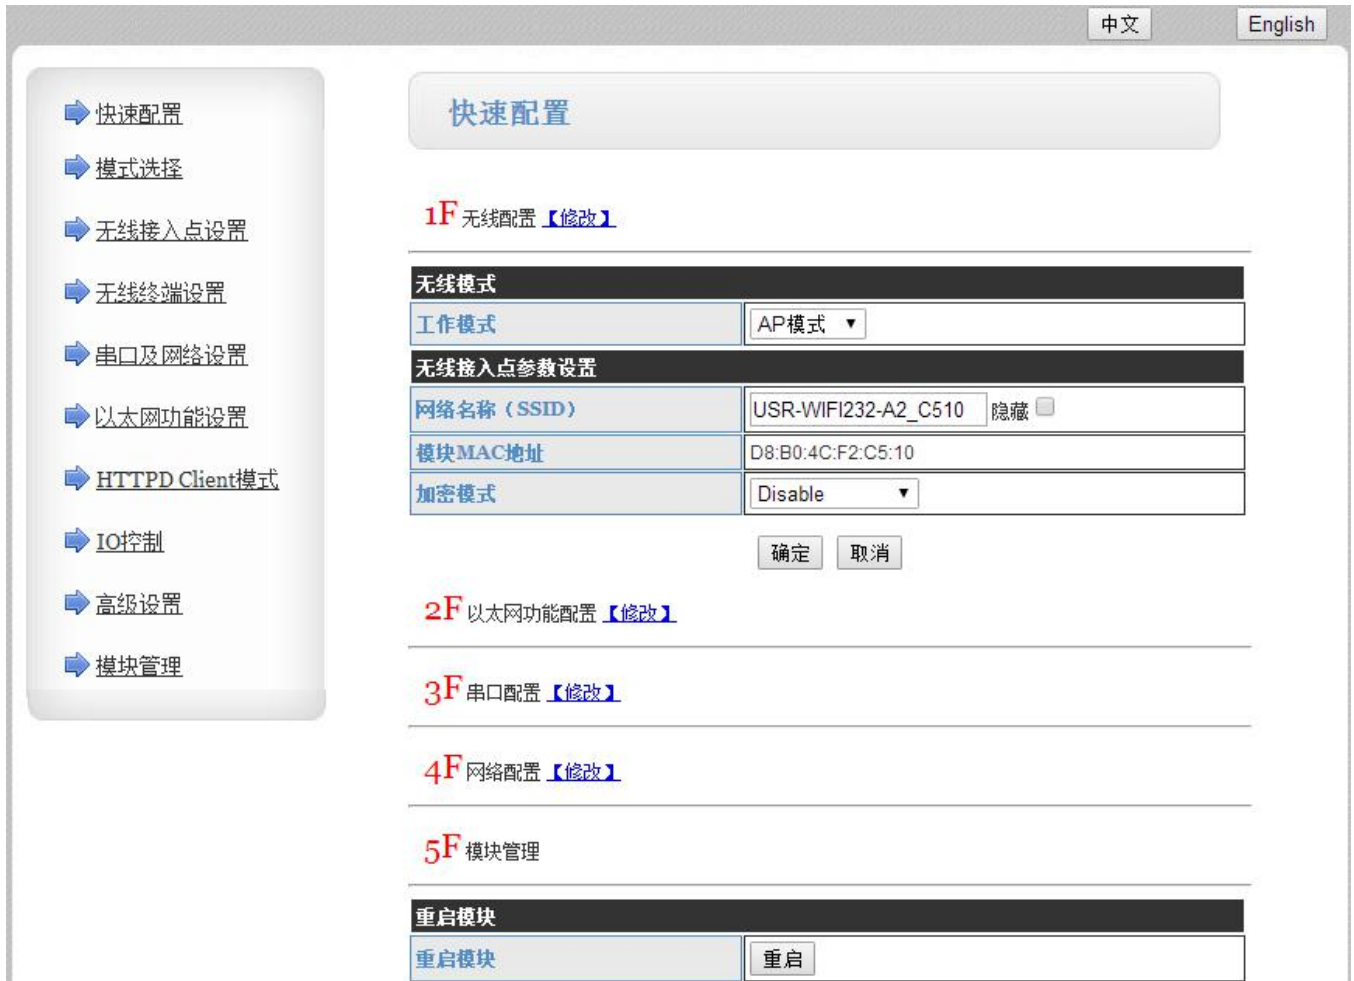 中文 English
快速配置
模式选择
无线接入点设置
无线终端设置
串口及网络设置
以太网功能设置
HTTPD Client模式
IO控制
高级设置
模块管理
快速配置
1F 无线配置 【修改】
无线模式
工作模式 AP模式
无线接入点参数设置
网络名称（SSID） USR-WIFI232-A2_C510 隐藏
模块MAC地址 D8:B0:4C:F2:C5:10
加密模式 Disable
确定 取消
2F 以太网功能配置 【修改】
3F 串口配置 【修改】
4F 网络配置 【修改】
5F 模块管理
重启模块
重启模块 重启